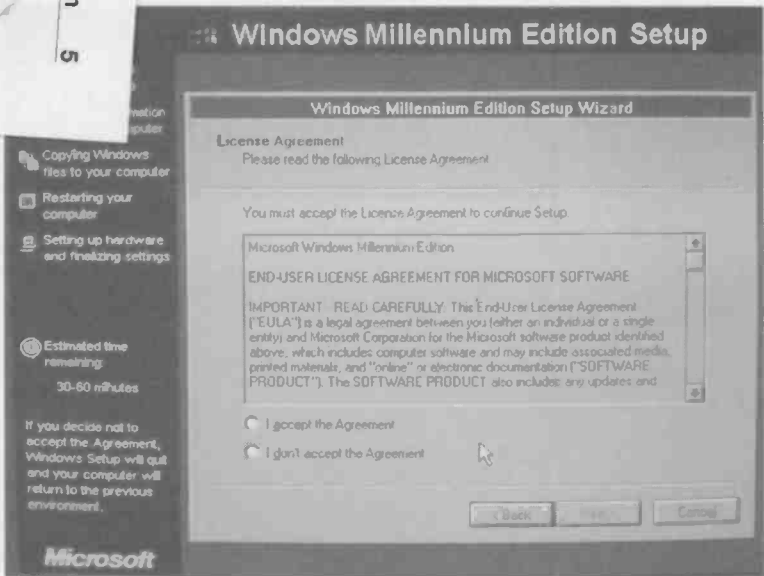 5
Windows Millennium Edition Setup
Copying Windows
files to your computer
Restarting your
computer
Setting up hardware
and finalizing settings
Estimated time
remaining:
30-60 minutes
If you decide not to
accept the Agreement,
Windows Setup will quit
and your computer will
return to the previous
environment.
Microsoft
Windows Millennium Edition Setup Wizard
License Agreement
Please read the following License Agreement
You must accept the License Agreement to continue Setup.
Microsoft Windows Millennium Edition
END-USER LICENSE AGREEMENT FOR MICROSOFT SOFTWARE
IMPORTANT READ CAREFULLY: This End-User License Agreement
("EULA") is a legal agreement between you (either an individual or a single
entity) and Microsoft Corporation for the Microsoft software product identified
above, which includes computer software and may include associated media,
printed materials, and "online" or electronic documentation ("SOFTWARE
PRODUCT"). The SOFTWARE PRODUCT also includes any updates and
I accept the Agreement
I don't accept the Agreement
< Back
Cancel